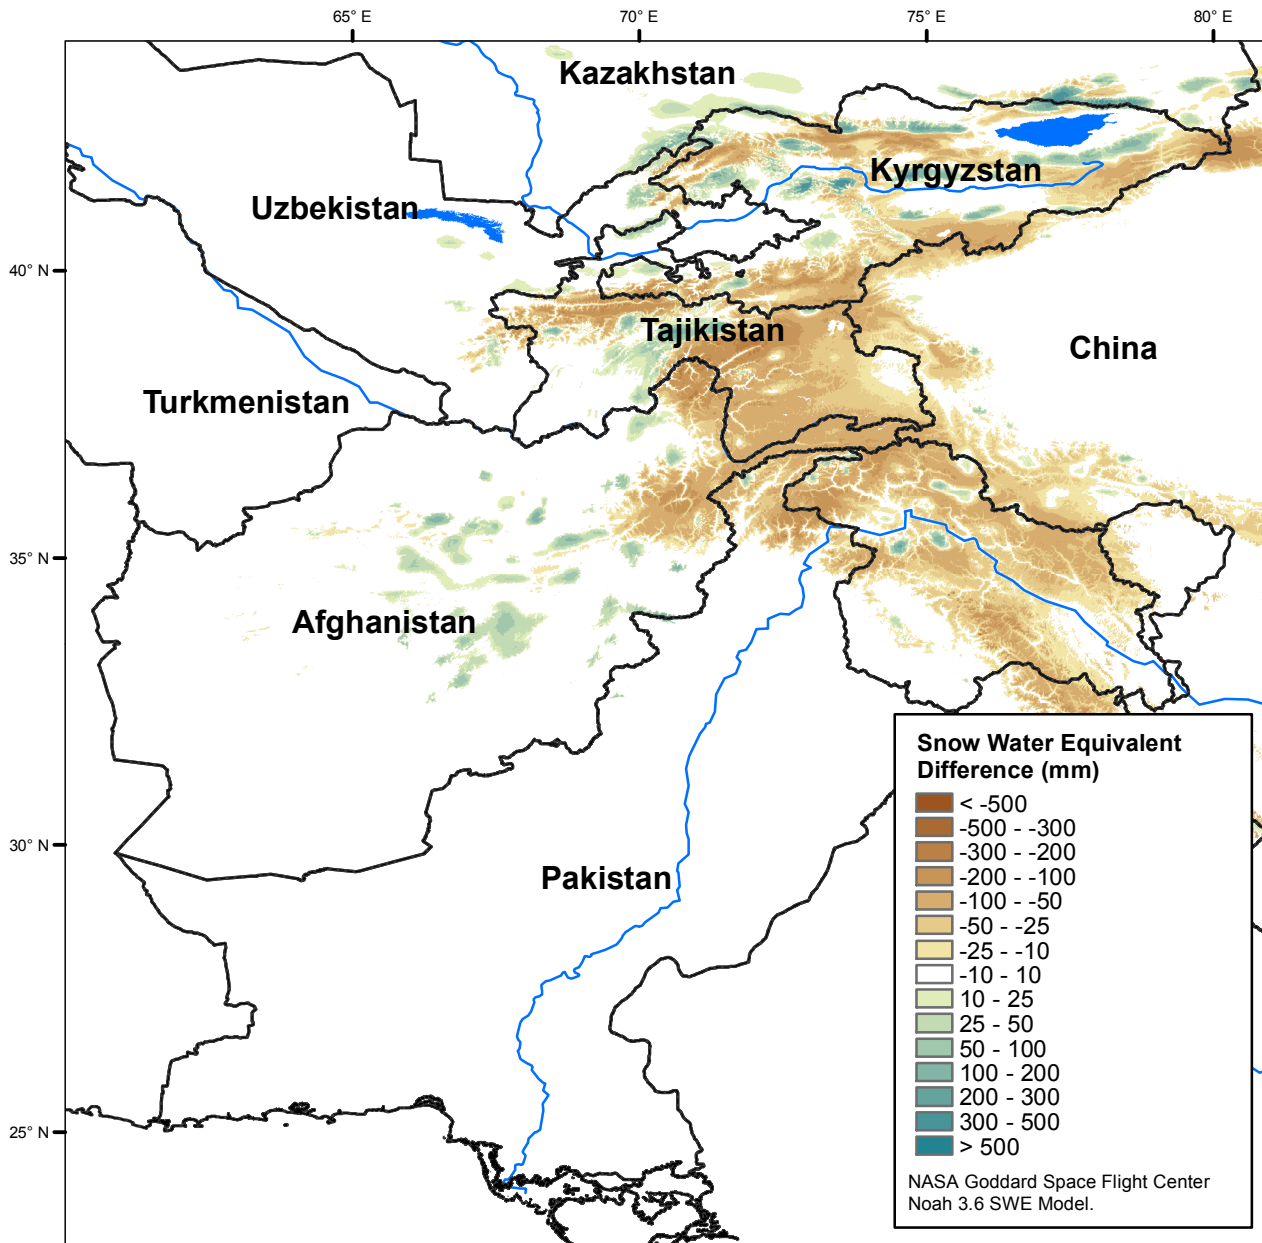 65° E
70° E
75° E
80° E
Kazakhstan
Kyrgyzstan
Uzbekistan
40° N
Tajikistan
China
Turkmenistan
35° N
Afghanistan
30° N
Pakistan
25° N
Snow Water Equivalent
Difference (mm)
< -500
-500 - -300
-300 - -200
-200 - -100
-100 - -50
-50 - -25
-25 - -10
-10 - 10
10 - 25
25 - 50
50 - 100
100 - 200
200 - 300
300 - 500
> 500
NASA Goddard Space Flight Center
Noah 3.6 SWE Model.